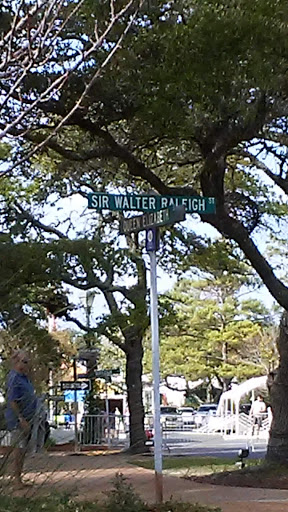 SIR WALTER RALEIGH ST
QUEEN ELIZABETH